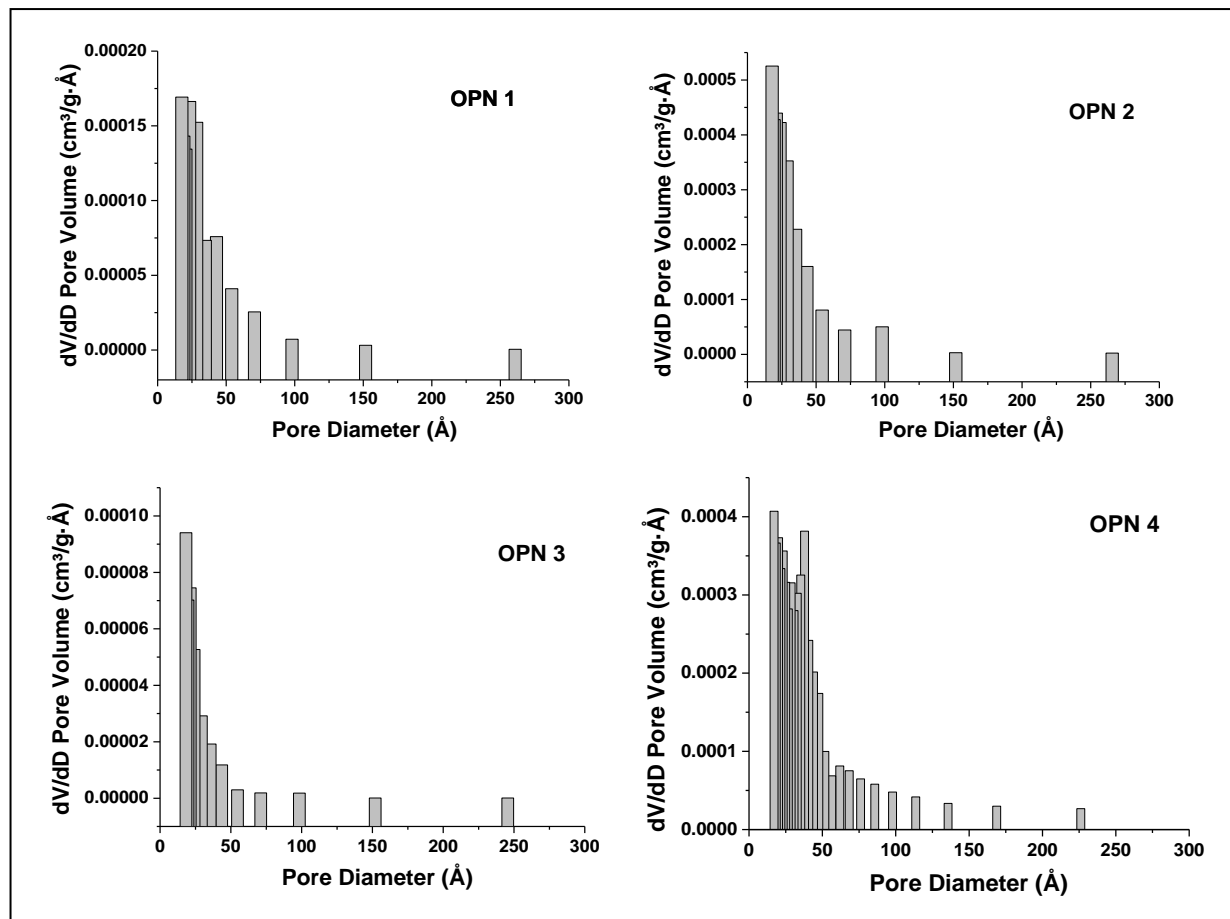 OPN 1
dV/dD Pore Volume (cm³/g·Å)
0.00020
0.00015
0.00010
0.00005
0.00000
0 50 100 150 200 250 300
Pore Diameter (Å)
OPN 2
dV/dD Pore Volume (cm³/g·Å)
0.0005
0.0004
0.0003
0.0002
0.0001
0.0000
0 50 100 150 200 250 300
Pore Diameter (Å)
OPN 3
dV/dD Pore Volume (cm³/g·Å)
0.00010
0.00008
0.00006
0.00004
0.00002
0.00000
0 50 100 150 200 250 300
Pore Diameter (Å)
OPN 4
dV/dD Pore Volume (cm³/g·Å)
0.0004
0.0003
0.0002
0.0001
0.0000
0 50 100 150 200 250 300
Pore Diameter (Å)